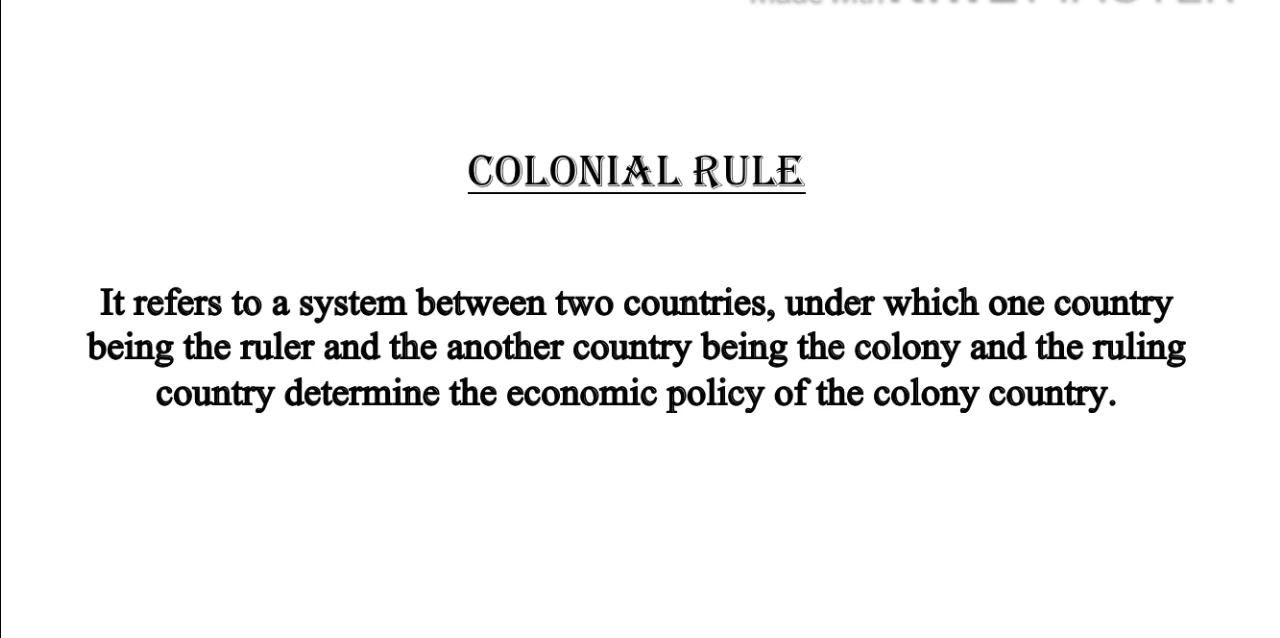 COLONIAL RULE
It refers to a system between two countries, under which one country
being the ruler and the another country being the colony and the ruling
country determine the economic policy of the colony country.